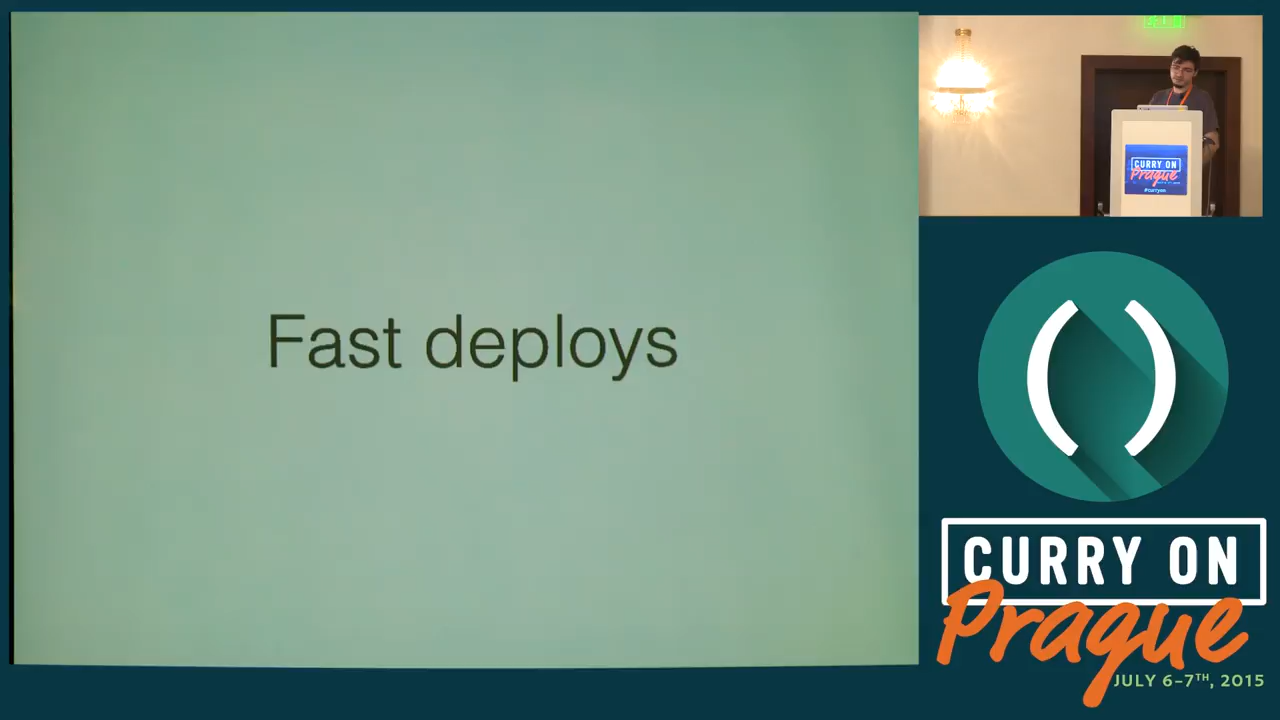 Fast deploys
CURRY ON
Prague
#curryon
( )
CURRY ON
Prague
JULY 6–7TH, 2015